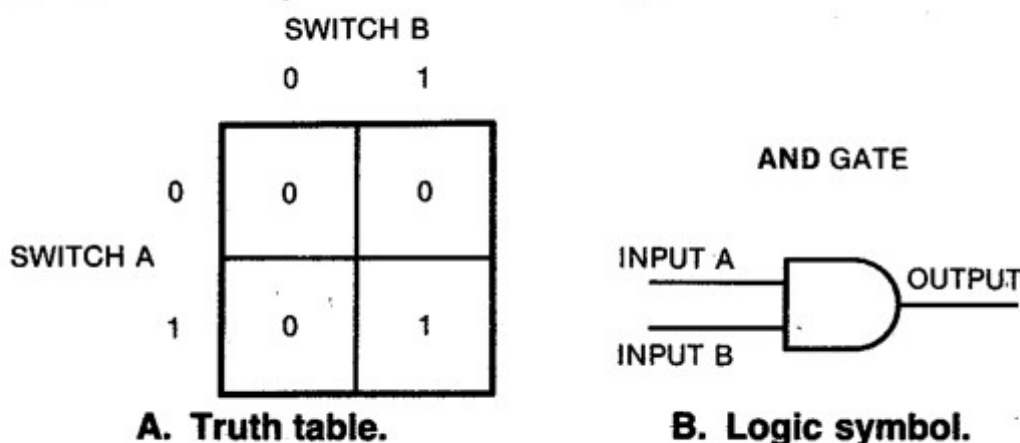 SWITCH B
0 1
0 0 0
SWITCH A
1 0 1
A. Truth table.
AND GATE
INPUT A
OUTPUT
INPUT B
B. Logic symbol.